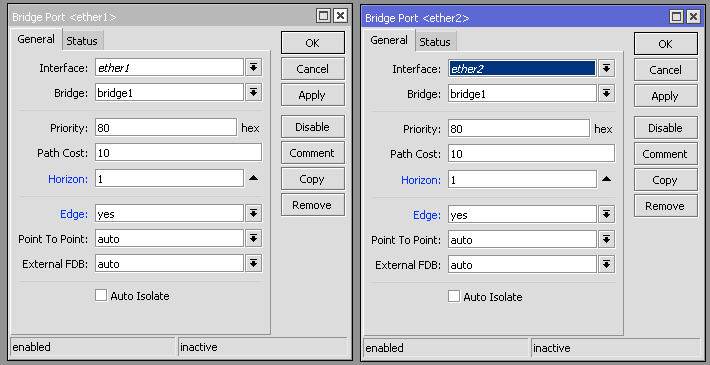 Bridge Port <ether1>
General Status
Interface: ether1
Bridge: bridge1
Priority: 80 hex
Path Cost: 10
Horizon: 1
Edge: yes
Point To Point: auto
External FDB: auto
Auto Isolate
OK
Cancel
Apply
Disable
Comment
Copy
Remove
enabled inactive
Bridge Port <ether2>
General Status
Interface: ether2
Bridge: bridge1
Priority: 80 hex
Path Cost: 10
Horizon: 1
Edge: yes
Point To Point: auto
External FDB: auto
Auto Isolate
OK
Cancel
Apply
Disable
Comment
Copy
Remove
enabled inactive